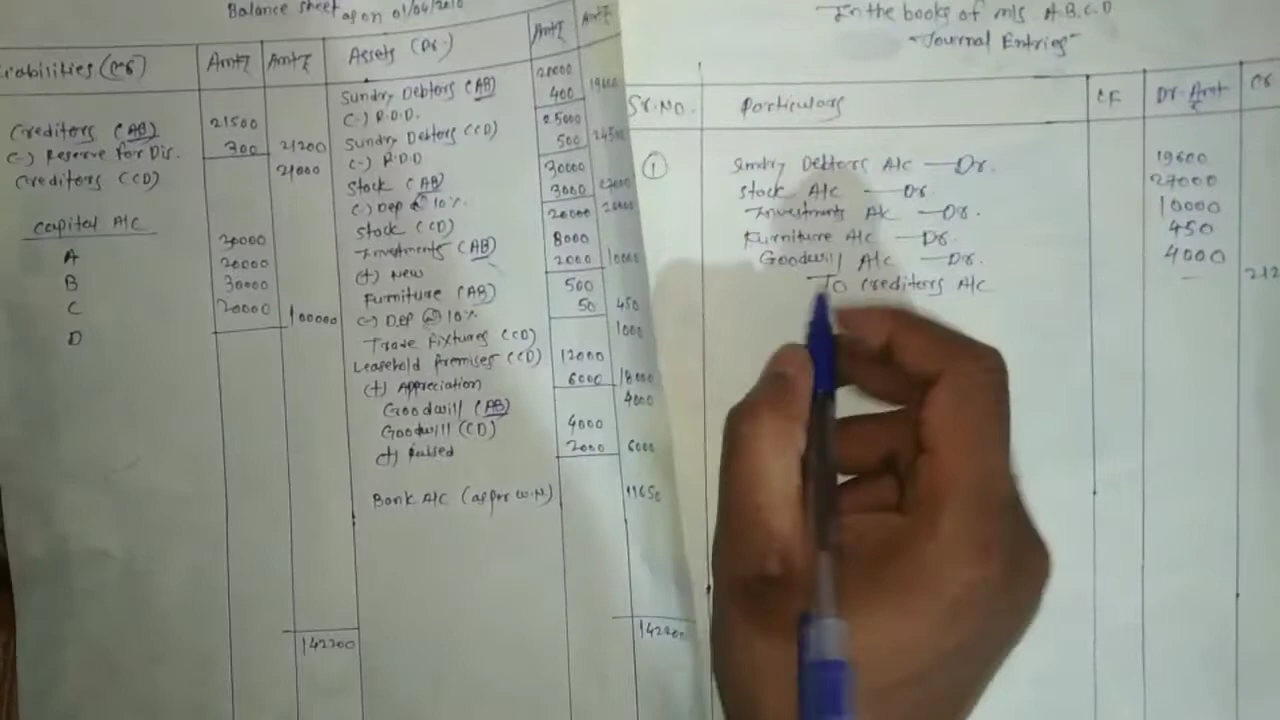 Balance sheet as on 01/04/2010
Liabilities (Cr) Amt₹ Amt₹ Assets (Dr.) Amt₹ Amt₹
Sundry Debtors (AB) 20000
(-) R.D.D. 400 19600
Creditors (AB) 21500
Sundry Debtors (CD) 25000
(-) Reserve for Dis. 300 21200
(-) R.D.D 500 24500
Creditors (CD) 21000
Stock (AB) 30000
(-) Dep @ 10%. 3000 27000
Capital A/C
Stock (CD) 20000 20000
A 30000
Investments (AB) 8000
B 20000
(+) New 2000 10000
C 30000
Furniture (AB) 500
D 20000 100000
(-) Dep @ 10% 50 450
Trade Fixtures (CD) 1000
Leasehold Premises (CD) 12000
(+) Appreciation 6000 18000
Goodwill (AB) 4000
Goodwill (CD) 4000
(+) Raised 2000 6000
Bank A/C (as per W.N.) 11650
142200 142200
In the books of m/s A.B.C.D
"Journal Entries"
Sr.No. Particulars LF Dr. Amt ₹ Cr
① Sundry Debtors A/c — Dr. 19600
Stock A/c — Dr. 27000
Investments A/c — Dr. 10000
Furniture A/c — Dr. 450
Goodwill A/c — Dr. 4000
To Creditors A/c — 212